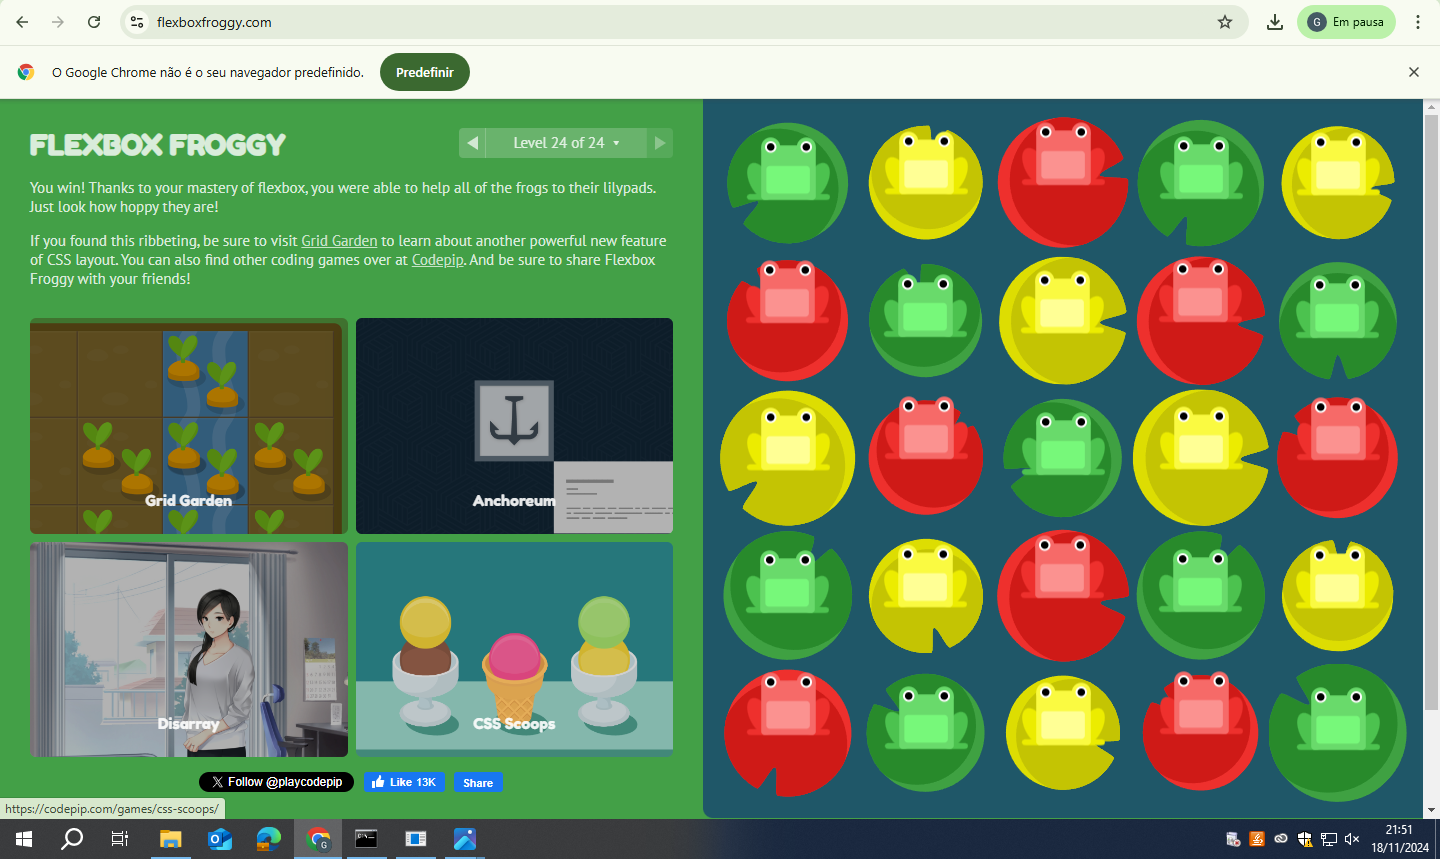 flexboxfroggy.com
G
Em pausa
O Google Chrome não é o seu navegador predefinido.
Predefinir
FLEXBOX FROGGY
Level 24 of 24
You win! Thanks to your mastery of flexbox, you were able to help all of the frogs to their lilypads.
Just look how hoppy they are!
If you found this ribbeting, be sure to visit Grid Garden to learn about another powerful new feature
of CSS layout. You can also find other coding games over at Codepip. And be sure to share Flexbox
Froggy with your friends!
Grid Garden
Anchoreum
Disarray
CSS Scoops
Follow @playcodepip
Like 13K
Share
https://codepip.com/games/css-scoops/
G
21:51
18/11/2024